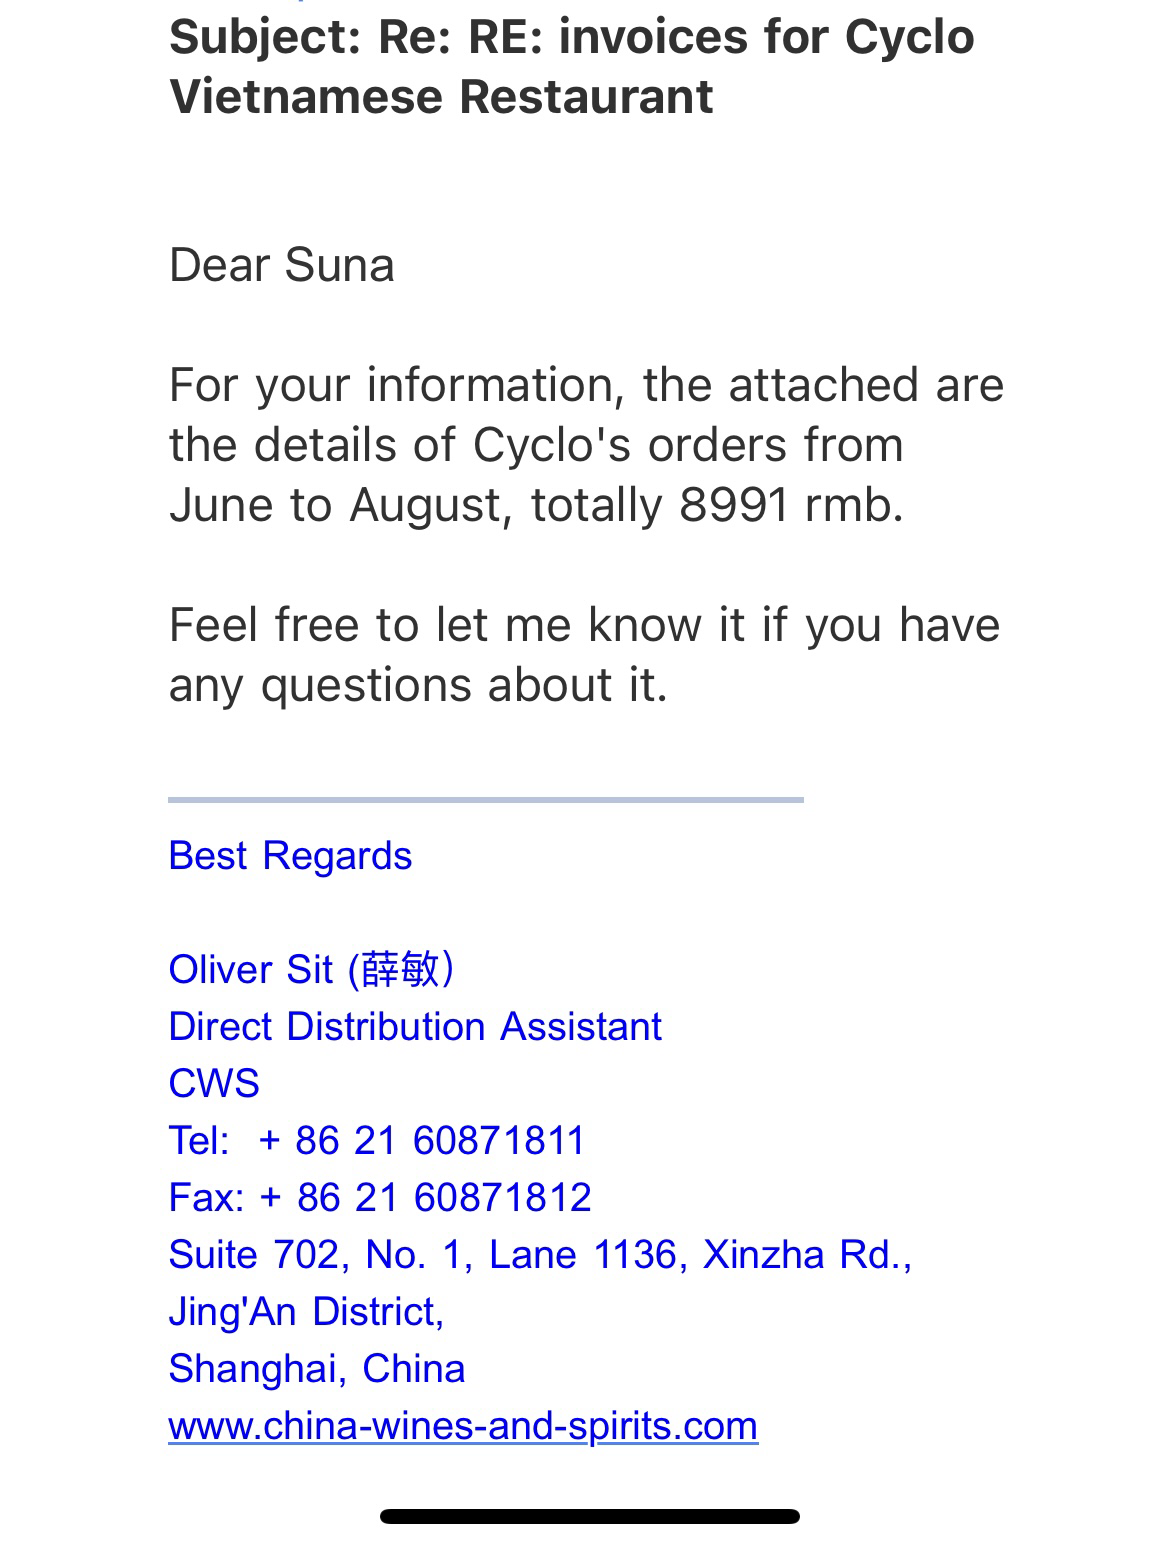 Subject: Re: RE: invoices for Cyclo
Vietnamese Restaurant
Dear Suna
For your information, the attached are
the details of Cyclo's orders from
June to August, totally 8991 rmb.
Feel free to let me know it if you have
any questions about it.
Best Regards
Oliver Sit (薛敏）
Direct Distribution Assistant
CWS
Tel:  + 86 21 60871811
Fax: + 86 21 60871812
Suite 702, No. 1, Lane 1136, Xinzha Rd.,
Jing'An District,
Shanghai, China
www.china-wines-and-spirits.com